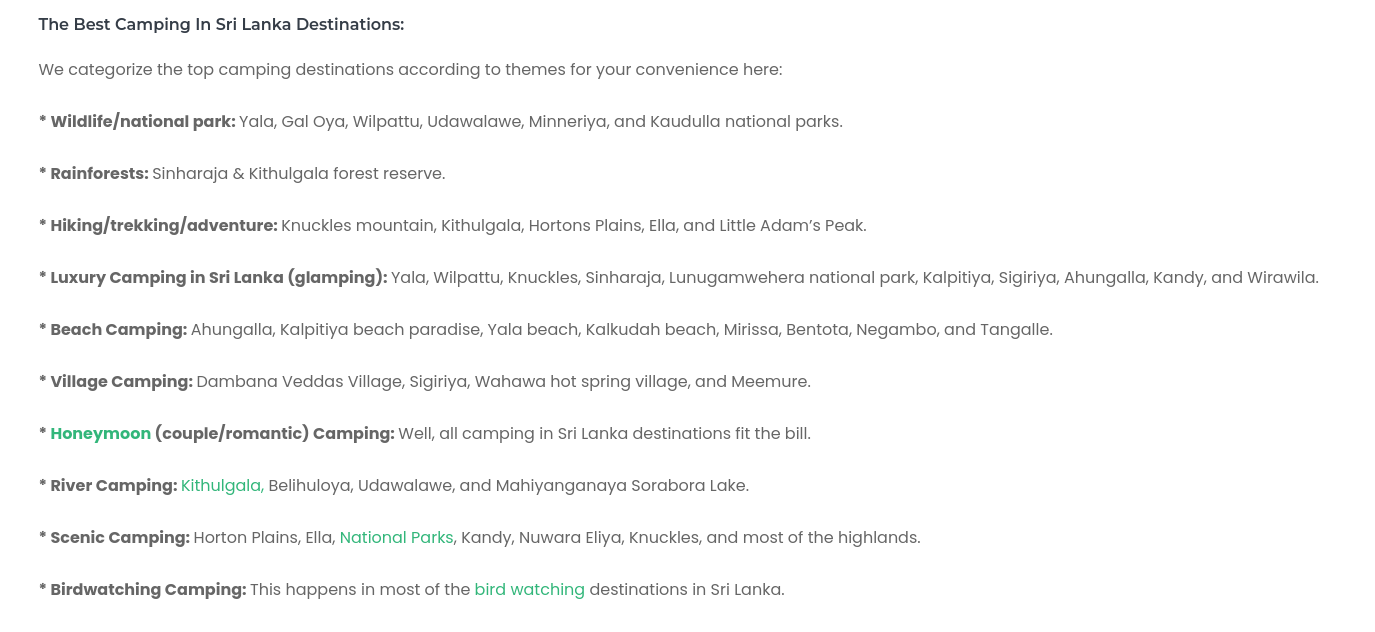 The Best Camping In Sri Lanka Destinations:
We categorize the top camping destinations according to themes for your convenience here:
* Wildlife/national park: Yala, Gal Oya, Wilpattu, Udawalawe, Minneriya, and Kaudulla national parks.
* Rainforests: Sinharaja & Kithulgala forest reserve.
* Hiking/trekking/adventure: Knuckles mountain, Kithulgala, Hortons Plains, Ella, and Little Adam’s Peak.
* Luxury Camping in Sri Lanka (glamping): Yala, Wilpattu, Knuckles, Sinharaja, Lunugamwehera national park, Kalpitiya, Sigiriya, Ahungalla, Kandy, and Wirawila.
* Beach Camping: Ahungalla, Kalpitiya beach paradise, Yala beach, Kalkudah beach, Mirissa, Bentota, Negambo, and Tangalle.
* Village Camping: Dambana Veddas Village, Sigiriya, Wahawa hot spring village, and Meemure.
* Honeymoon (couple/romantic) Camping: Well, all camping in Sri Lanka destinations fit the bill.
* River Camping: Kithulgala, Belihuloya, Udawalawe, and Mahiyanganaya Sorabora Lake.
* Scenic Camping: Horton Plains, Ella, National Parks, Kandy, Nuwara Eliya, Knuckles, and most of the highlands.
* Birdwatching Camping: This happens in most of the bird watching destinations in Sri Lanka.